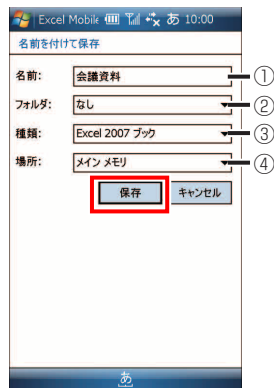 Excel Mobile あ 10:00
名前を付けて保存
名前: 会議資料 ①
フォルダ: なし ②
種類: Excel 2007 ブック ③
場所: メイン メモリ ④
保存 キャンセル
あ